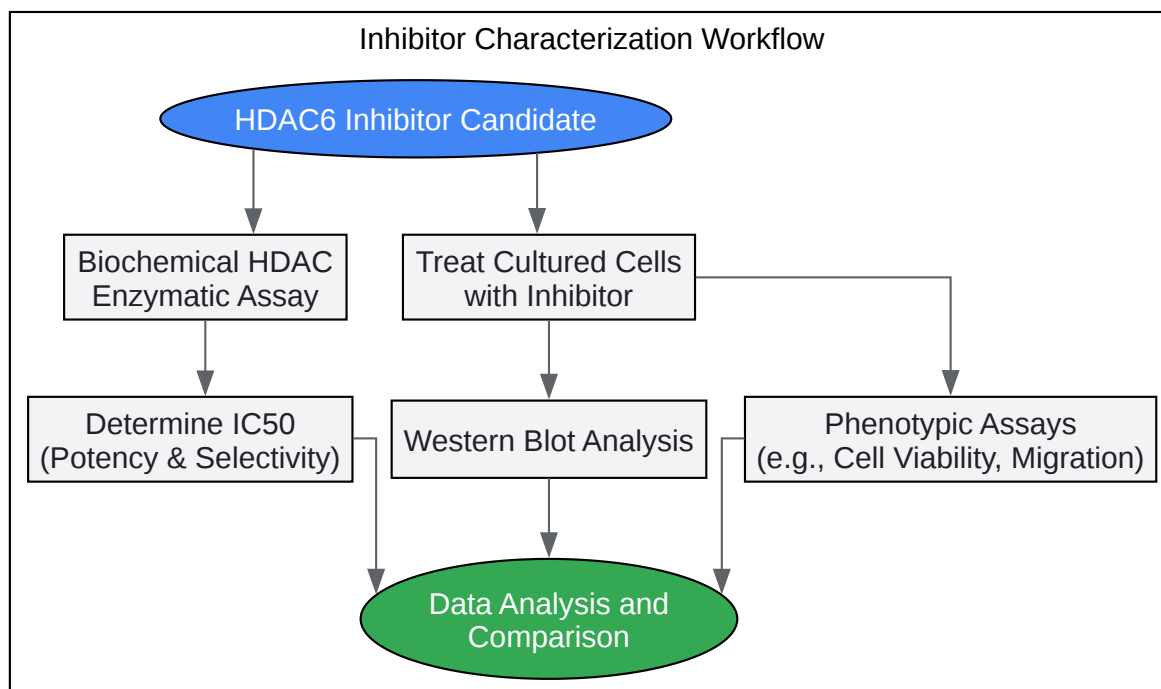 Inhibitor Characterization Workflow
HDAC6 Inhibitor Candidate
Biochemical HDAC
Enzymatic Assay
Treat Cultured Cells
with Inhibitor
Determine IC50
(Potency & Selectivity)
Western Blot Analysis
Phenotypic Assays
(e.g., Cell Viability, Migration)
Data Analysis and
Comparison